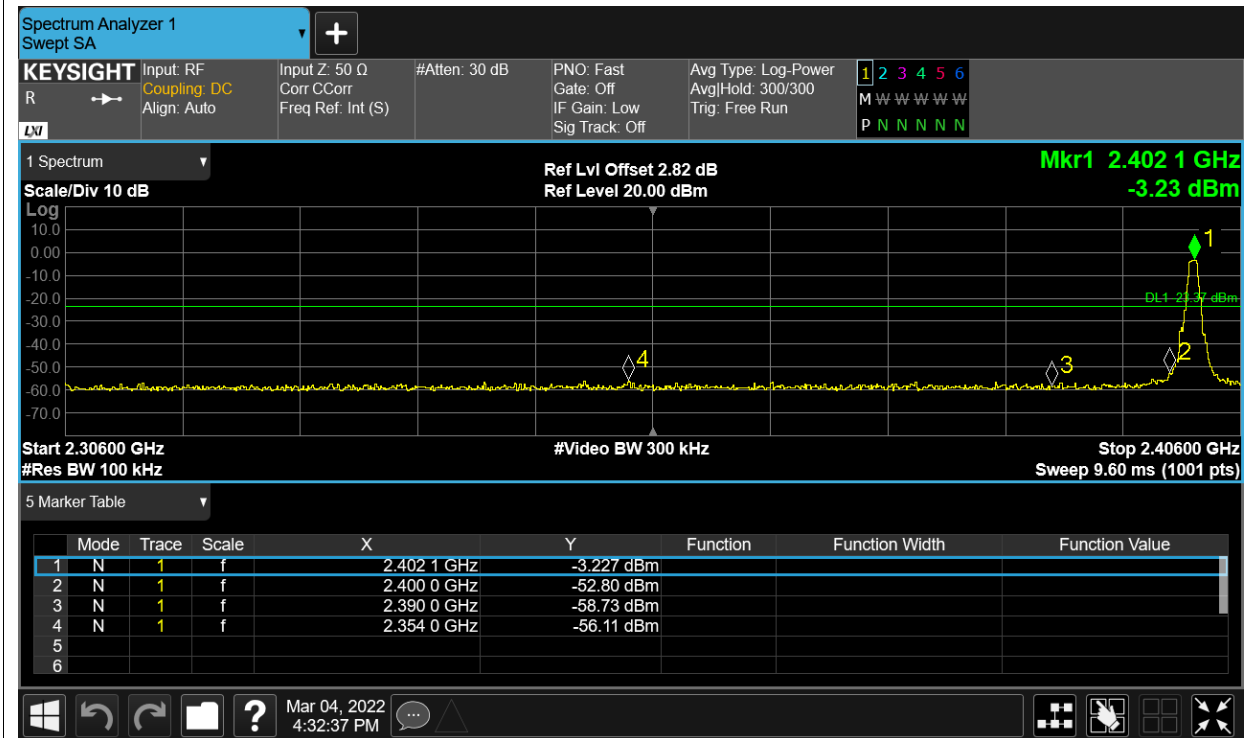 Spectrum Analyzer 1
Swept SA
+
KEYSIGHT Input: RF Input Z: 50 Ω #Atten: 30 dB PNO: Fast Avg Type: Log-Power 1 2 3 4 5 6
R Coupling: DC Corr CCorr Gate: Off Avg|Hold: 300/300 M W W W W W W
Align: Auto Freq Ref: Int (S) IF Gain: Low Trig: Free Run
LXI Sig Track: Off P N N N N N N
1 Spectrum Ref Lvl Offset 2.82 dB Mkr1 2.402 1 GHz
Scale/Div 10 dB Ref Level 20.00 dBm -3.23 dBm
Log
10.0
1
0.00
-10.0
-20.0
DL1 -23.37 dBm
-30.0
-40.0
4 3 2
-50.0
-60.0
-70.0
Start 2.30600 GHz #Video BW 300 kHz Stop 2.40600 GHz
#Res BW 100 kHz Sweep 9.60 ms (1001 pts)
5 Marker Table
Mode Trace Scale X Y Function Function Width Function Value
1 N 1 f 2.402 1 GHz -3.227 dBm
2 N 1 f 2.400 0 GHz -52.80 dBm
3 N 1 f 2.390 0 GHz -58.73 dBm
4 N 1 f 2.354 0 GHz -56.11 dBm
5
6
? Mar 04, 2022
4:32:37 PM